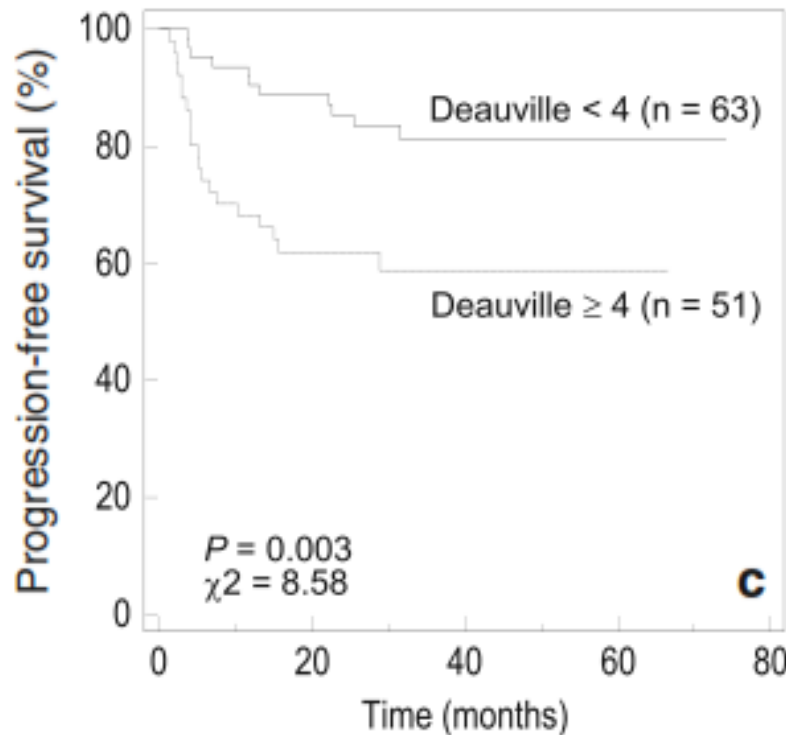 Progression-free survival (%)
100
80
60
40
20
0
Deauville < 4 (n = 63)
Deauville ≥ 4 (n = 51)
P = 0.003
χ2 = 8.58
c
0 20 40 60 80
Time (months)